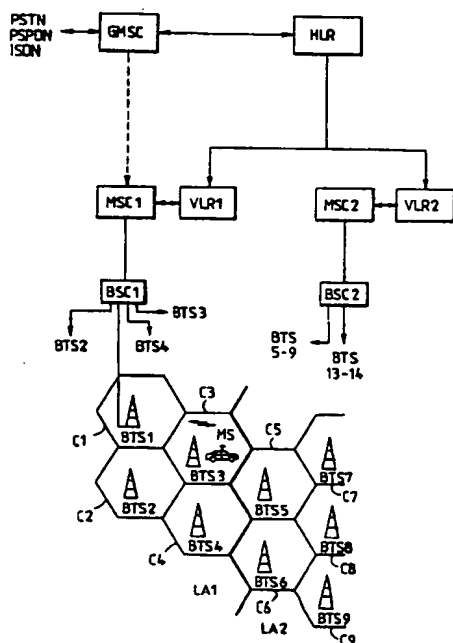 PSTN
PSPDN
ISDN
GMSC
HLR
MSC1
VLR1
MSC2
VLR2
BSC1
BSC2
BTS3
BTS2
BTS4
BTS
5-9
BTS
13-14
C3
C1
BTS1
MS
C5
BTS3
BTS7
C7
C2
BTS2
BTS5
C4
BTS4
BTS8
C8
LA1
BTS6
C6
LA2
BTS9
C9